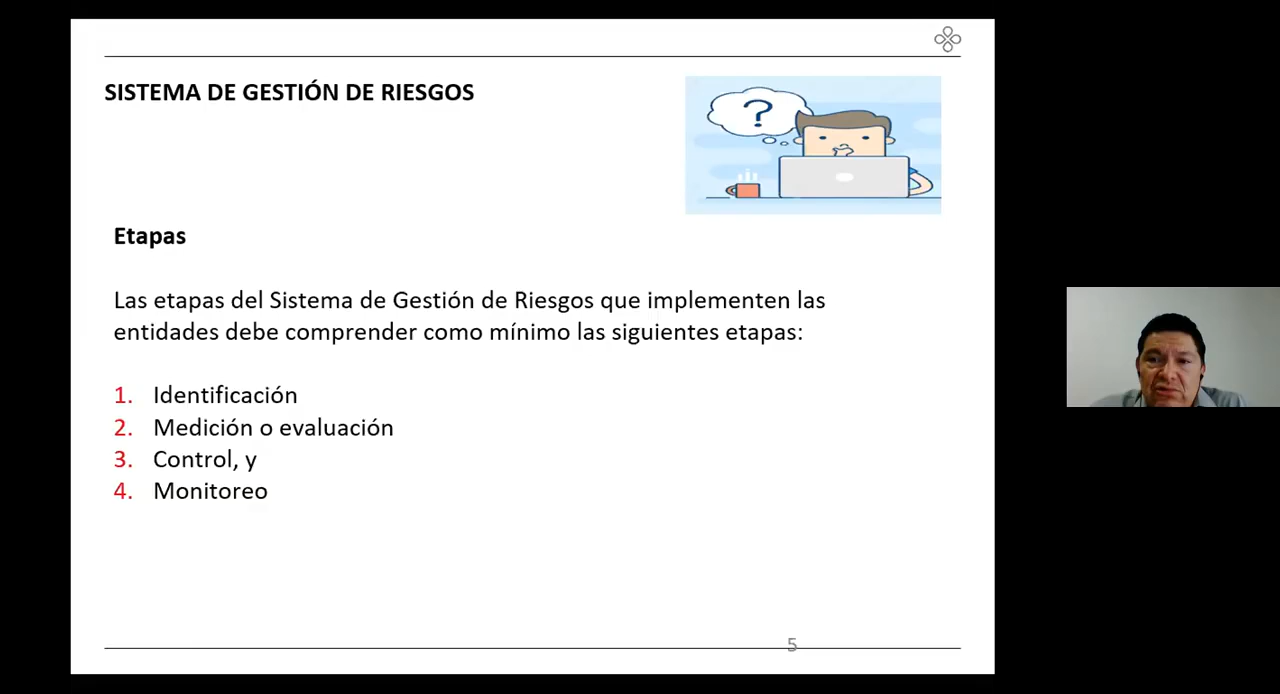 SISTEMA DE GESTIÓN DE RIESGOS
?
Etapas
Las etapas del Sistema de Gestión de Riesgos que implementen las
entidades debe comprender como mínimo las siguientes etapas:
1. Identificación
2. Medición o evaluación
3. Control, y
4. Monitoreo
5